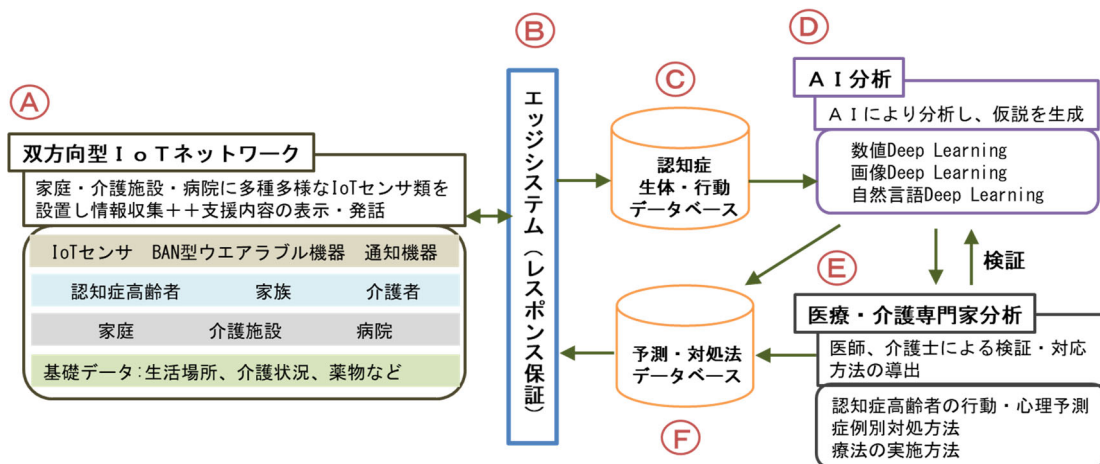 Ⓐ
双方向型ＩｏＴネットワーク
家庭・介護施設・病院に多種多様なIoTセンサ類を
設置し情報収集++支援内容の表示・発話
IoTセンサ BAN型ウエアラブル機器 通知機器
認知症高齢者 家族 介護者
家庭 介護施設 病院
基礎データ:生活場所、介護状況、薬物など
Ⓑ
エッジシステム（レスポンス保証）
Ⓒ
認知症
生体・行動
データベース
Ⓓ
ＡＩ分析
ＡＩにより分析し、仮説を生成
数値Deep Learning
画像Deep Learning
自然言語Deep Learning
検証
Ⓔ
医療・介護専門家分析
医師、介護士による検証・対応
方法の導出
認知症高齢者の行動・心理予測
症例別対処方法
療法の実施方法
予測・対処法
データベース
Ⓕ